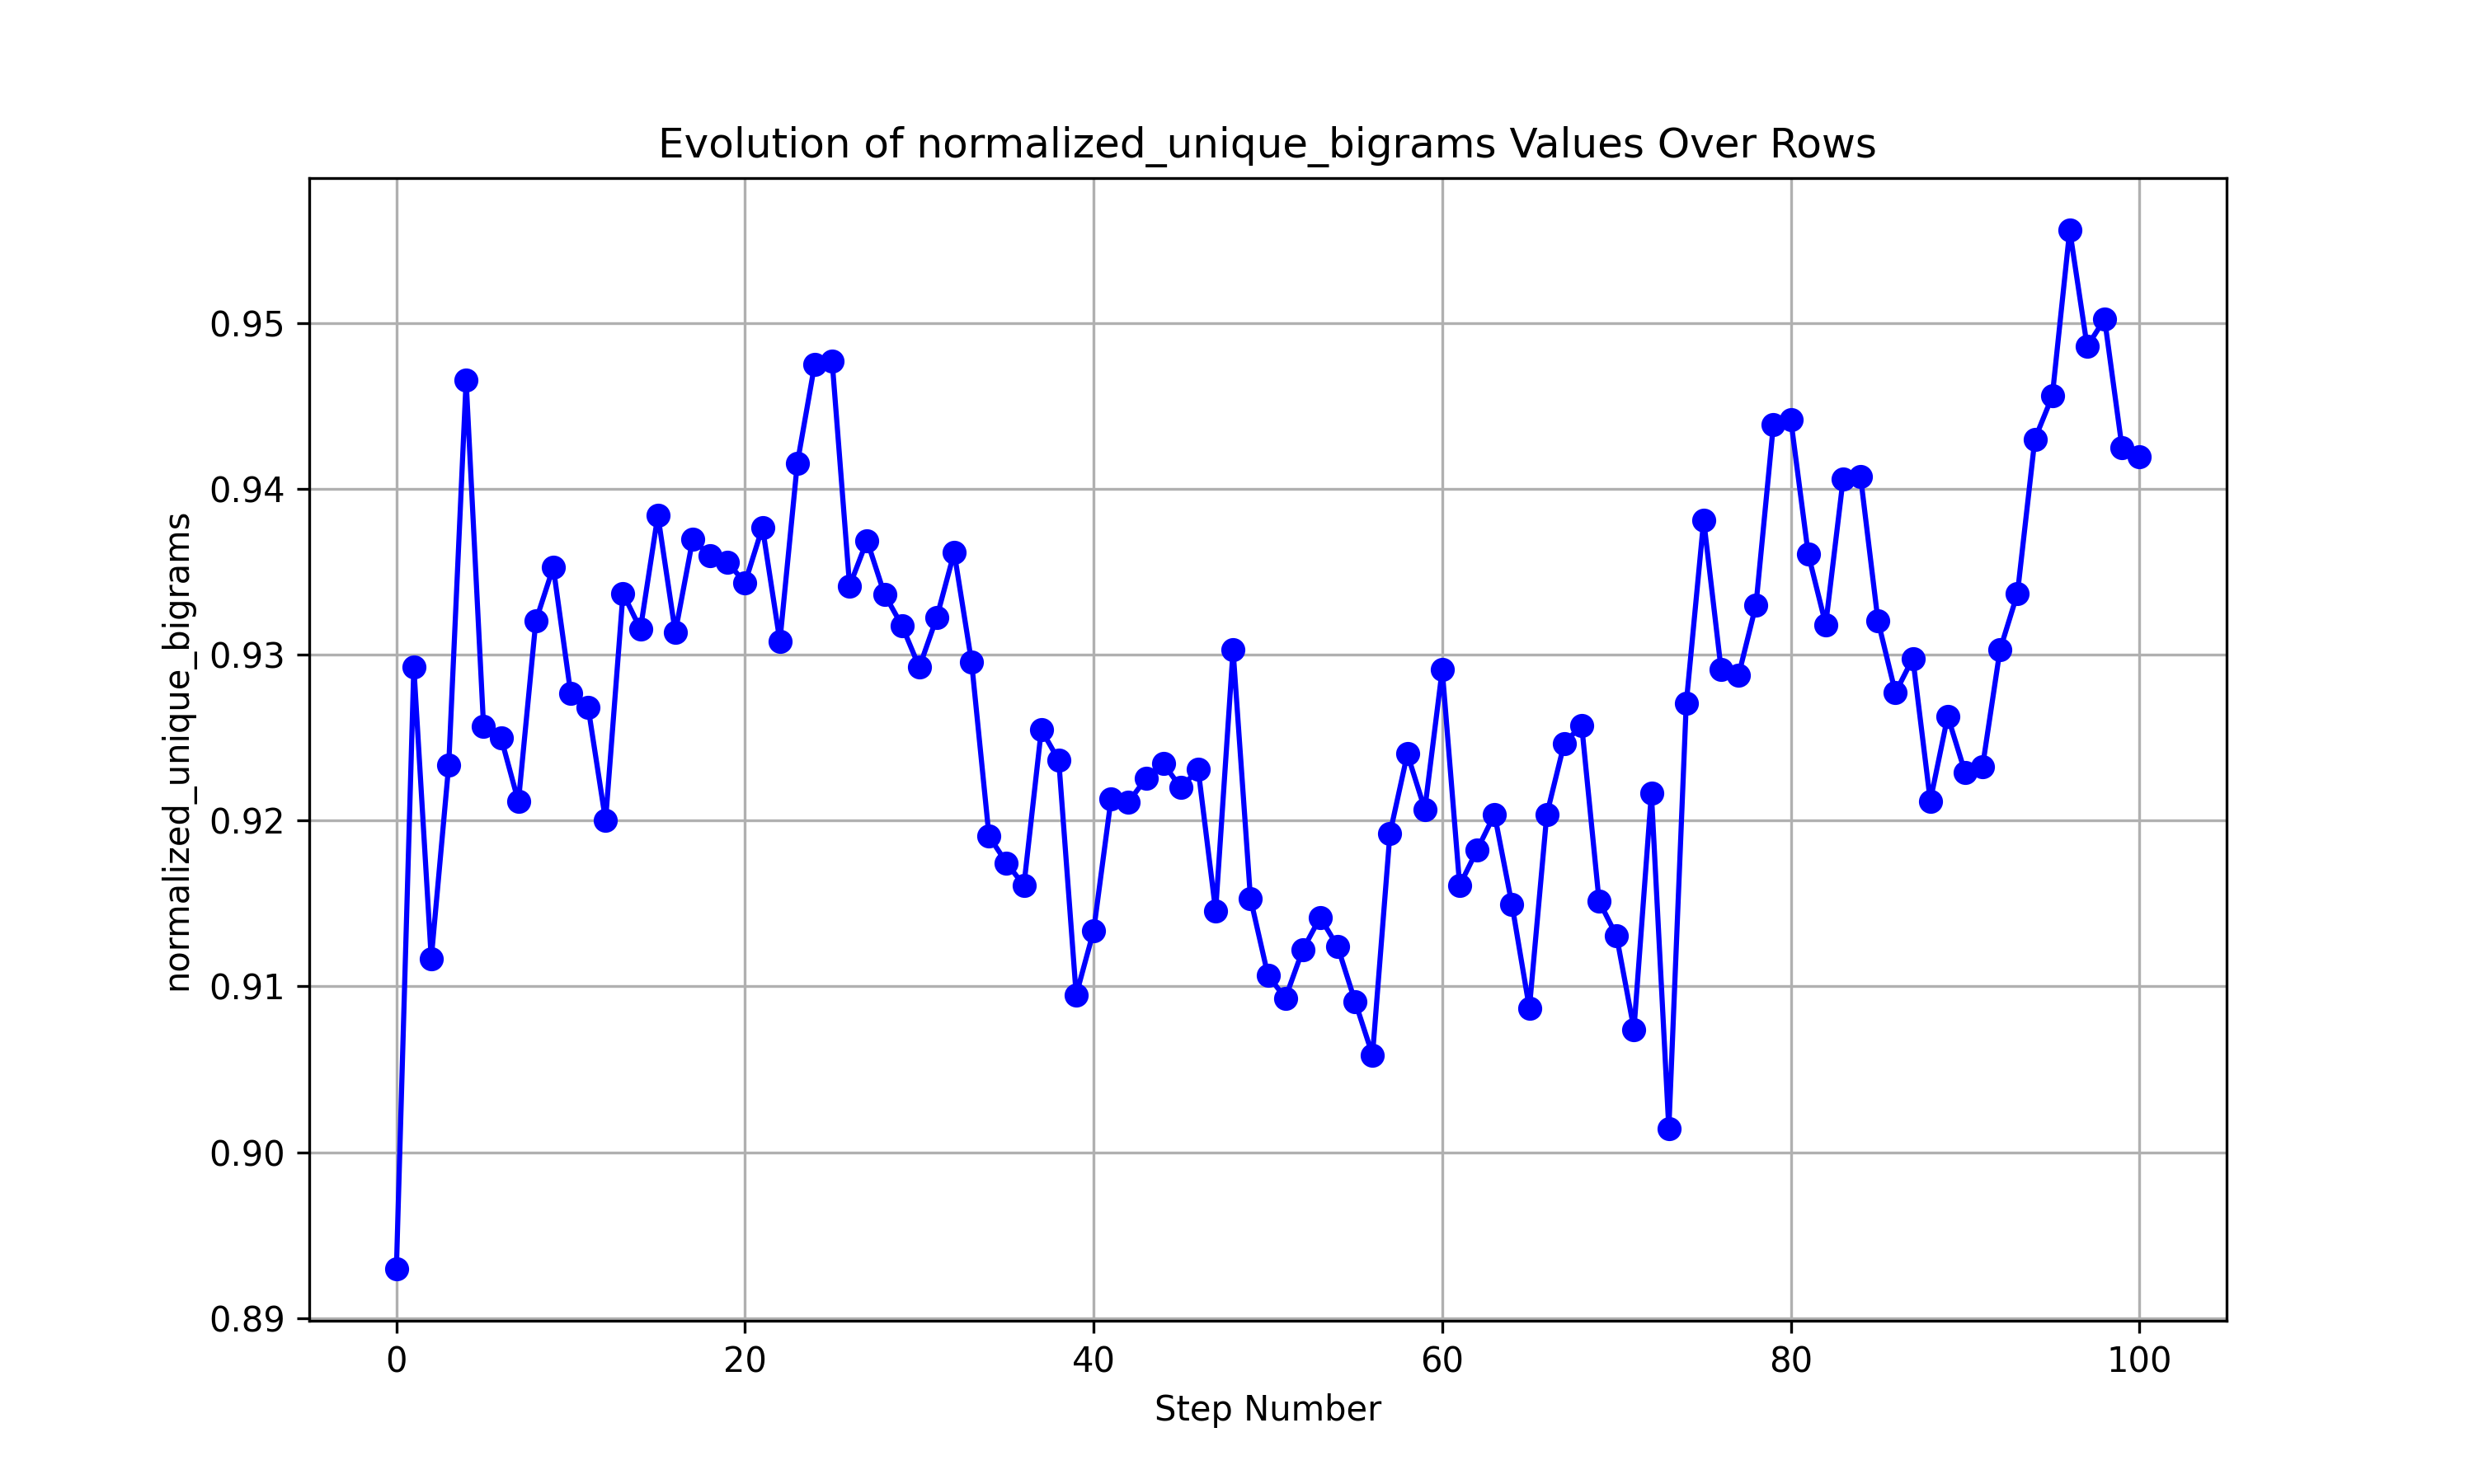 Evolution of normalized_unique_bigrams Values Over Rows
normalized_unique_bigrams
0.95
0.94
0.93
0.92
0.91
0.90
0.89
0 20 40 60 80 100
Step Number